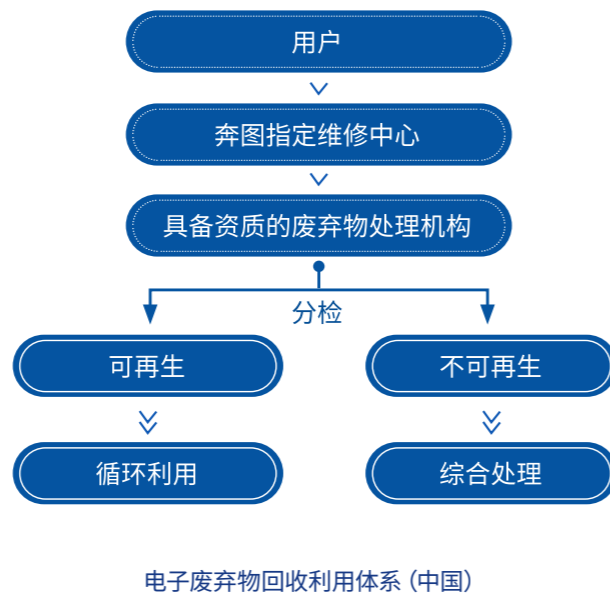 用户
奔图指定维修中心
具备资质的废弃物处理机构
分检
可再生
不可再生
循环利用
综合处理
电子废弃物回收利用体系（中国）